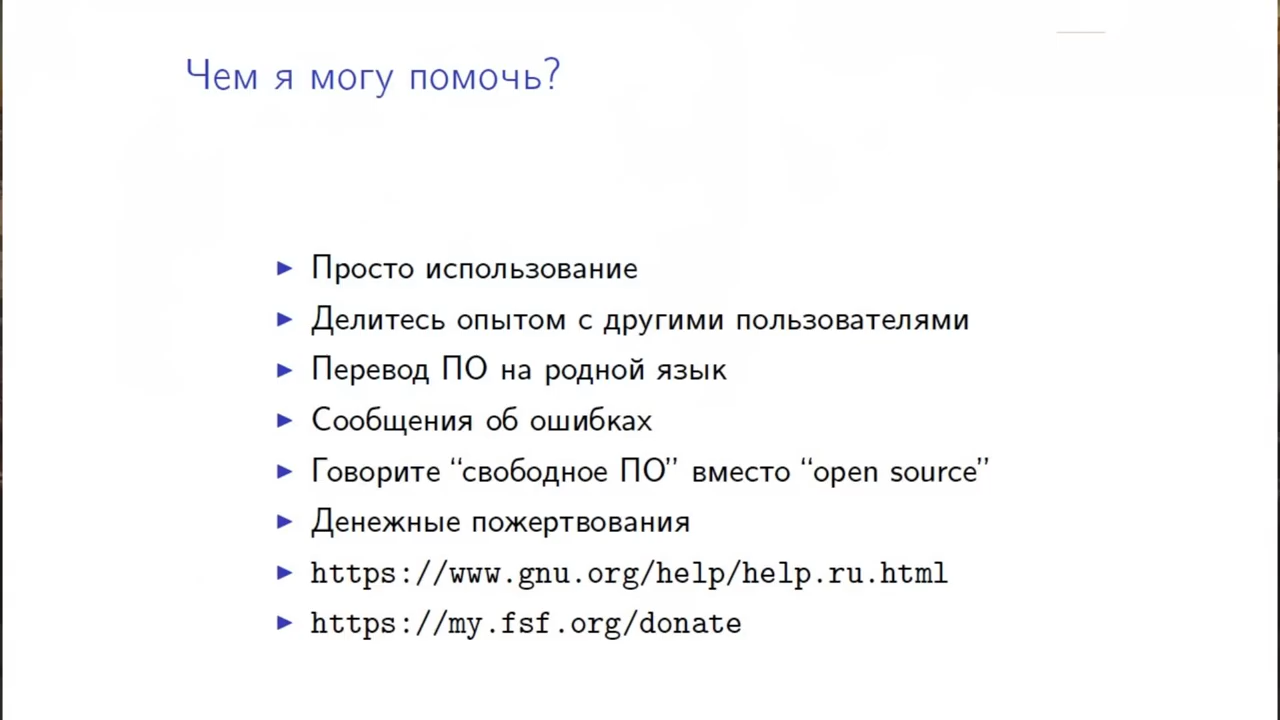 Чем я могу помочь?
Просто использование
Делитесь опытом с другими пользователями
Перевод ПО на родной язык
Сообщения об ошибках
Говорите “свободное ПО” вместо “open source”
Денежные пожертвования
https://www.gnu.org/help/help.ru.html
https://my.fsf.org/donate